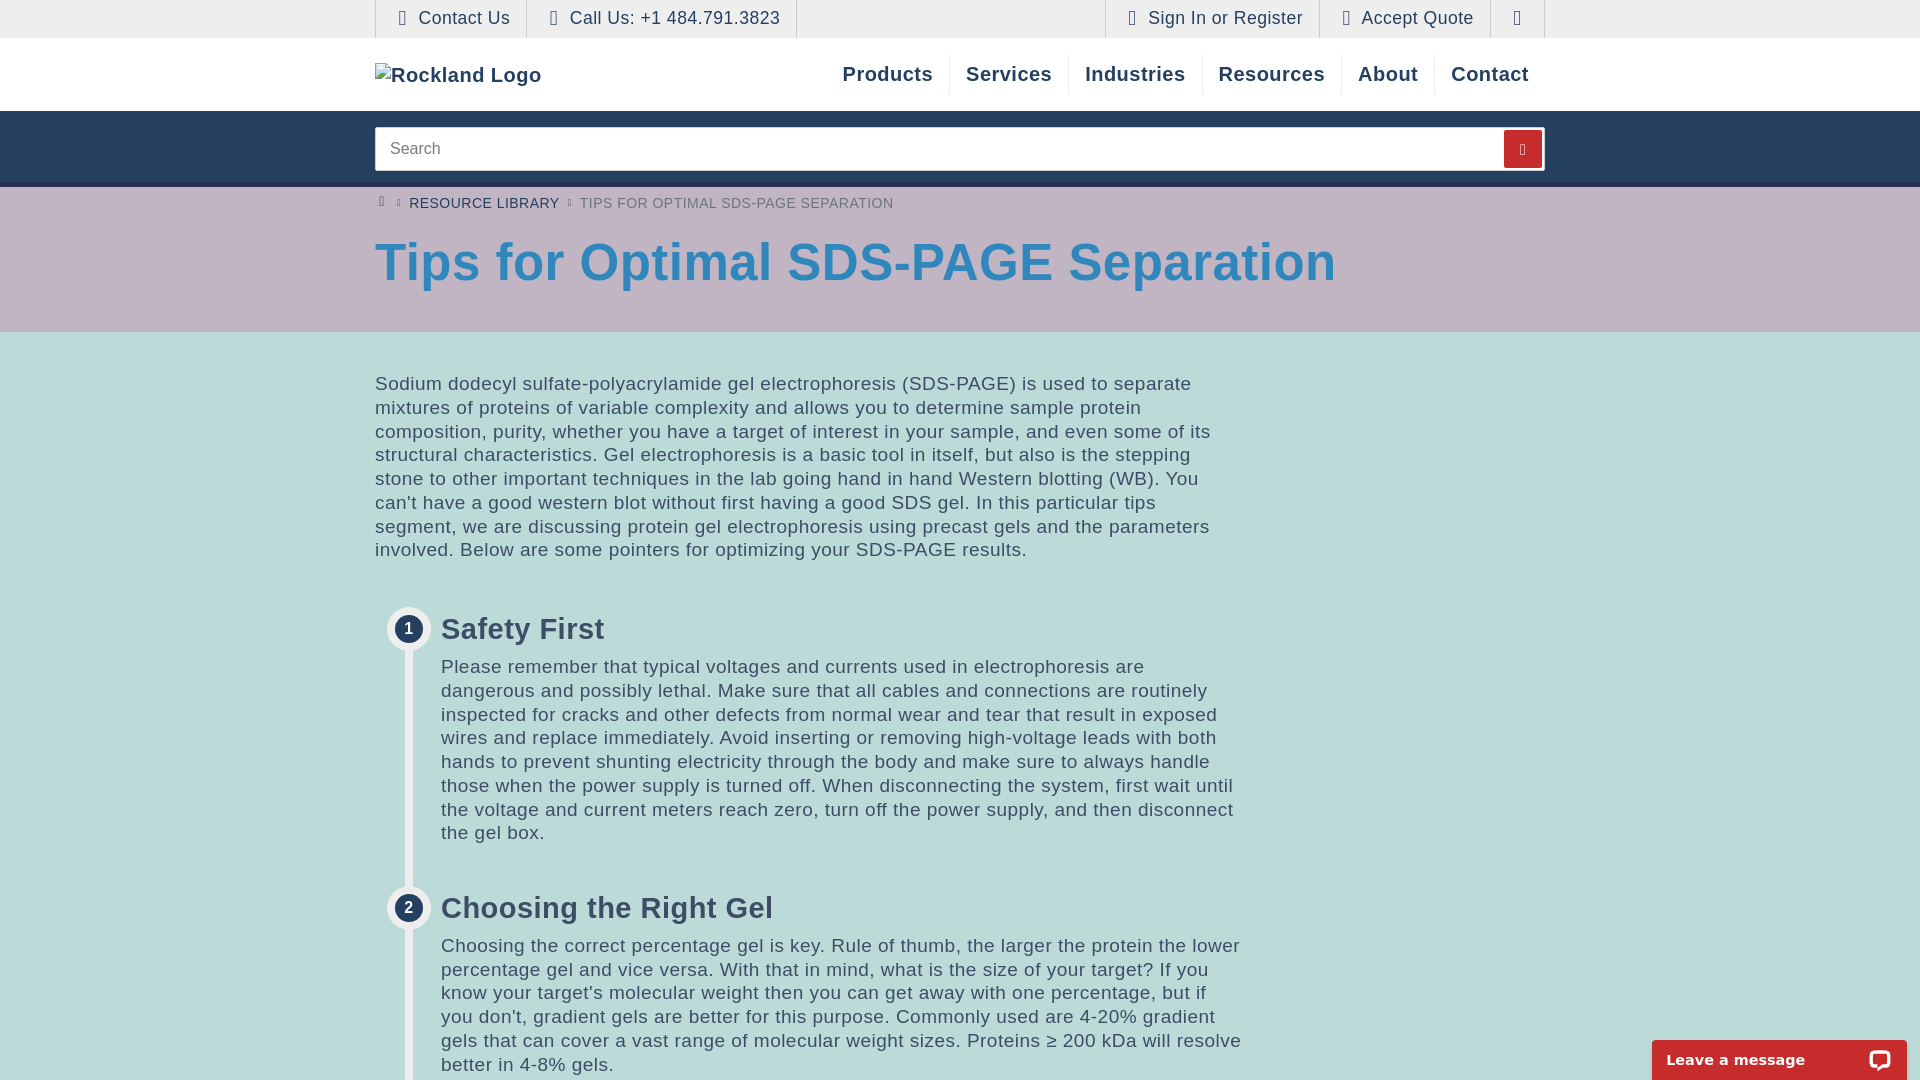 Contact Us
Call Us: +1 484.791.3823
Sign In or Register
Accept Quote
Rockland Logo
Products
Services
Industries
Resources
About
Contact
Search
RESOURCE LIBRARY
TIPS FOR OPTIMAL SDS-PAGE SEPARATION
Tips for Optimal SDS-PAGE Separation
Sodium dodecyl sulfate-polyacrylamide gel electrophoresis (SDS-PAGE) is used to separate
mixtures of proteins of variable complexity and allows you to determine sample protein
composition, purity, whether you have a target of interest in your sample, and even some of its
structural characteristics. Gel electrophoresis is a basic tool in itself, but also is the stepping
stone to other important techniques in the lab going hand in hand Western blotting (WB). You
can't have a good western blot without first having a good SDS gel. In this particular tips
segment, we are discussing protein gel electrophoresis using precast gels and the parameters
involved. Below are some pointers for optimizing your SDS-PAGE results.
1
Safety First
Please remember that typical voltages and currents used in electrophoresis are
dangerous and possibly lethal. Make sure that all cables and connections are routinely
inspected for cracks and other defects from normal wear and tear that result in exposed
wires and replace immediately. Avoid inserting or removing high-voltage leads with both
hands to prevent shunting electricity through the body and make sure to always handle
those when the power supply is turned off. When disconnecting the system, first wait until
the voltage and current meters reach zero, turn off the power supply, and then disconnect
the gel box.
2
Choosing the Right Gel
Choosing the correct percentage gel is key. Rule of thumb, the larger the protein the lower
percentage gel and vice versa. With that in mind, what is the size of your target? If you
know your target's molecular weight then you can get away with one percentage, but if
you don't, gradient gels are better for this purpose. Commonly used are 4-20% gradient
gels that can cover a vast range of molecular weight sizes. Proteins ≥ 200 kDa will resolve
better in 4-8% gels.
Leave a message